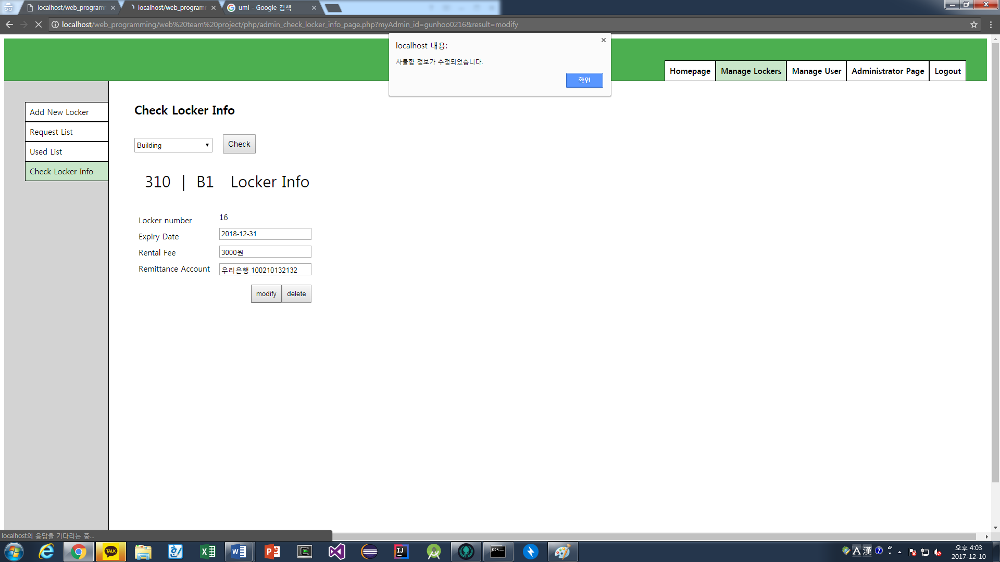 localhost/web_programm
localhost/web_programm
uml - Google 검색
localhost/web_programming/web%20team%20project/php/admin_check_locker_info_page.php?myAdmin_id=gunhoo0216&result=modify
localhost 내용:
사물함 정보가 수정되었습니다.
확인
Homepage
Manage Lockers
Manage User
Administrator Page
Logout
Add New Locker
Request List
Used List
Check Locker Info
Check Locker Info
Building
Check
310 | B1 Locker Info
Locker number 16
Expiry Date 2018-12-31
Rental Fee 3000원
Remittance Account 우리은행 100210132132
modify delete
localhost의 응답을 기다리는 중...
TALK
A 漢
오후 4:03
2017-12-10